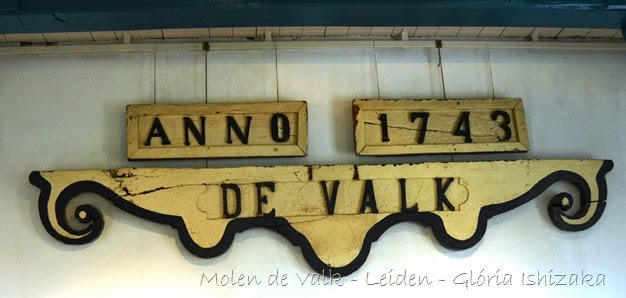 ANNO 1743
DE VALK
Molen de Valk - Leiden - Glória Ishizaka